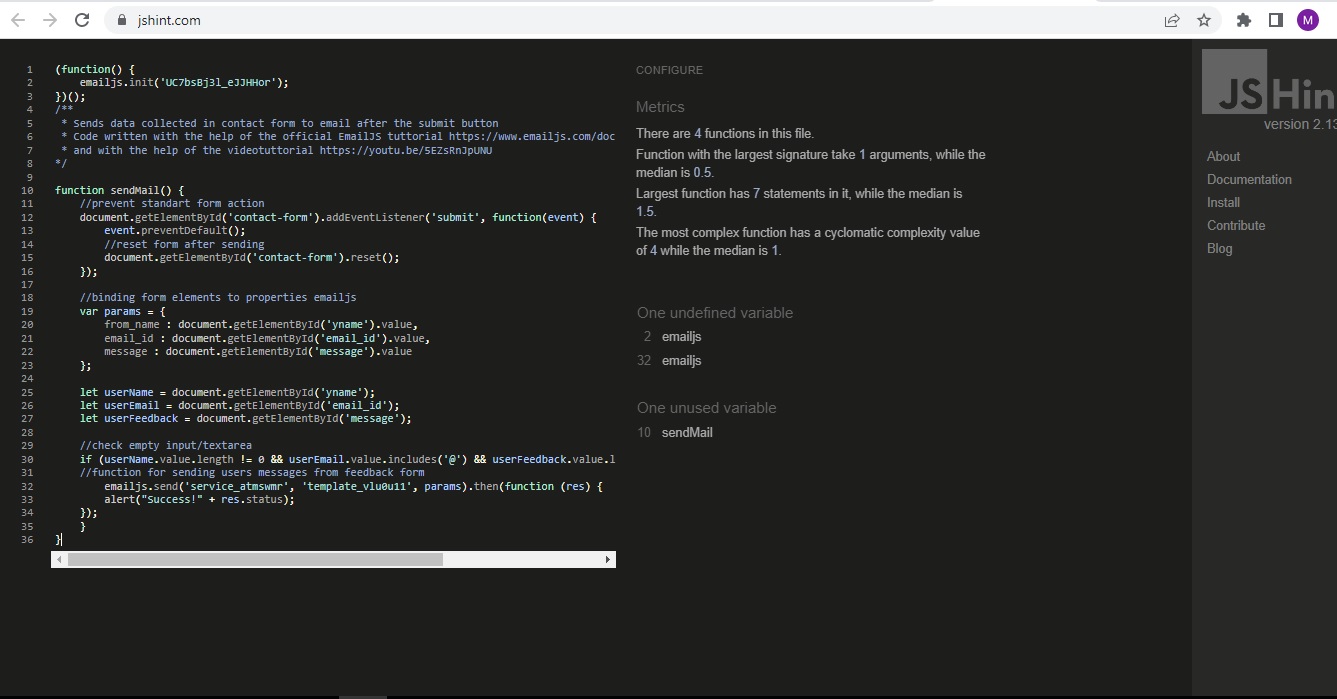 jshint.com
M
1 (function() {
2 emailjs.init('UC7bsBj3l_eJJHHor');
3 })();
4 /**
5 * Sends data collected in contact form to email after the submit button
6 * Code written with the help of the official EmailJS tuttorial https://www.emailjs.com/doc
7 * and with the help of the videotuttorial https://youtu.be/5EZsRnJpUNU
8 */
9
10 function sendMail() {
11 //prevent standart form action
12 document.getElementById('contact-form').addEventListener('submit', function(event) {
13 event.preventDefault();
14 //reset form after sending
15 document.getElementById('contact-form').reset();
16 });
17
18 //binding form elements to properties emailjs
19 var params = {
20 from_name : document.getElementById('yname').value,
21 email_id : document.getElementById('email_id').value,
22 message : document.getElementById('message').value
23 };
24
25 let userName = document.getElementById('yname');
26 let userEmail = document.getElementById('email_id');
27 let userFeedback = document.getElementById('message');
28
29 //check empty input/textarea
30 if (userName.value.length != 0 && userEmail.value.includes('@') && userFeedback.value.l
31 //function for sending users messages from feedback form
32 emailjs.send('service_atmswmr', 'template_vlu0u11', params).then(function (res) {
33 alert("Success!" + res.status);
34 });
35 }
36 }
CONFIGURE
Metrics
There are 4 functions in this file.
Function with the largest signature take 1 arguments, while the
median is 0.5.
Largest function has 7 statements in it, while the median is
1.5.
The most complex function has a cyclomatic complexity value
of 4 while the median is 1.
One undefined variable
2 emailjs
32 emailjs
One unused variable
10 sendMail
JS Hin
version 2.13
About
Documentation
Install
Contribute
Blog